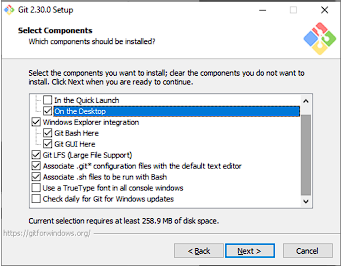 Git 2.30.0 Setup
Select Components
Which components should be installed?
Select the components you want to install; clear the components you do not want to
install. Click Next when you are ready to continue.
In the Quick Launch
On the Desktop
Windows Explorer integration
Git Bash Here
Git GUI Here
Git LFS (Large File Support)
Associate .git* configuration files with the default text editor
Associate .sh files to be run with Bash
Use a TrueType font in all console windows
Check daily for Git for Windows updates
Current selection requires at least 258.9 MB of disk space.
https://gitforwindows.org/
< Back
Next >
Cancel